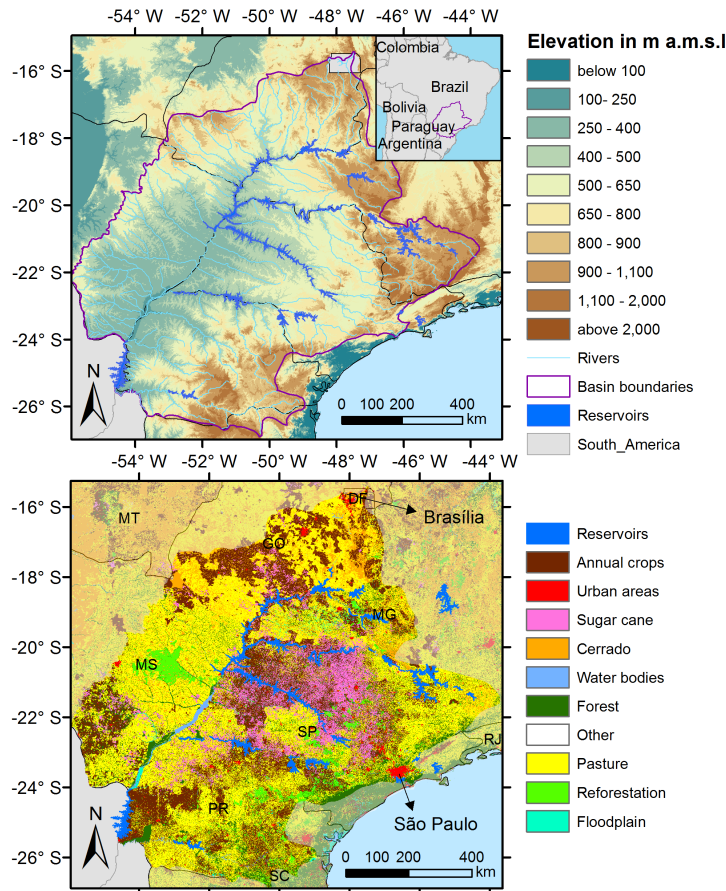 -54° W -52° W -50° W -48° W -46° W -44° W
-16° S
-18° S
-20° S
-22° S
-24° S
-26° S
Colombia
Brazil
Bolivia
Paraguay
Argentina
N
0 100 200 400
km
Elevation in m a.m.s.l
below 100
100- 250
250 - 400
400 - 500
500 - 650
650 - 800
800 - 900
900 - 1,100
1,100 - 2,000
above 2,000
Rivers
Basin boundaries
Reservoirs
South_America
-54° W -52° W -50° W -48° W -46° W -44° W
-16° S
-18° S
-20° S
-22° S
-24° S
-26° S
MT
DF
Brasília
GO
MG
MS
SP
RJ
PR
São Paulo
SC
N
0 100 200 400
km
Reservoirs
Annual crops
Urban areas
Sugar cane
Cerrado
Water bodies
Forest
Other
Pasture
Reforestation
Floodplain